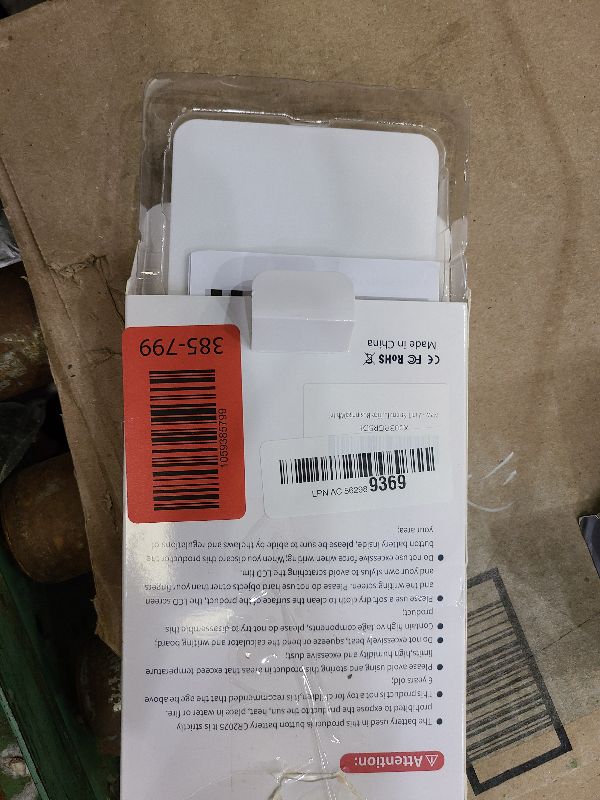 Attention:
● The battery used in this product is button battery CR2025 it is strictly
prohibited to expose the product to the sun, heat, place in water or fire.
● This product is not a toy for children, it is recommended that the age be above
6 years old;
● Please avoid using and storing this product in areas that exceed temperature
limits, high humidity and excessive dust;
● Do not excessively beat, squeeze or bend the calculator and writing board;
● Contain high voltage components, please do not try to disassemble this
product;
● Please use a soft dry cloth to clean the surface of the product, the LCD screen
and the writing screen. Please do not use hard objects other than your fingers
and your own stylus to avoid scratching the LCD film.
● Do not use excessive force when writing; When you discard this product or the
button battery inside, please be sure to abide by the laws and regulations of
your area;
LPN AC 56298 9369
1059385799
385-799
CE FC RoHS
Made in China